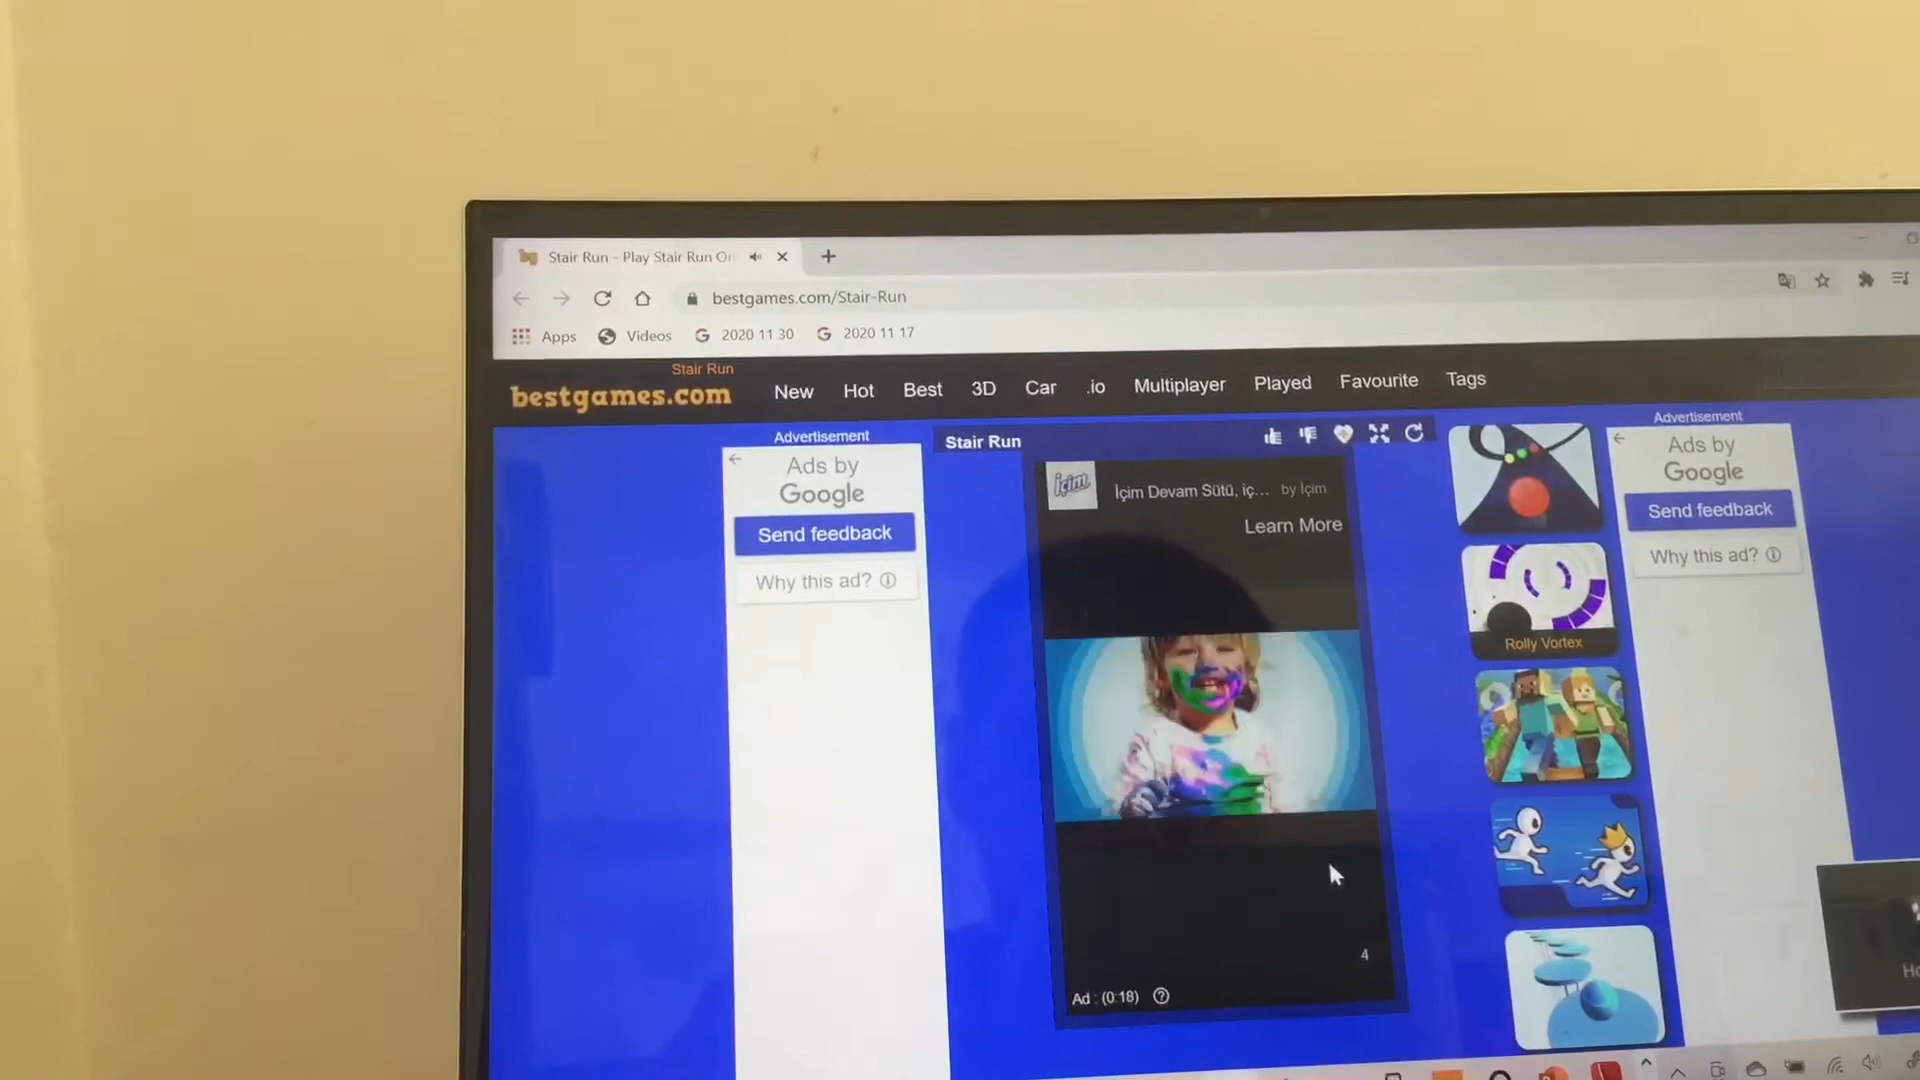 Stair Run - Play Stair Run On
bestgames.com/Stair-Run
Apps
Videos
2020 11 30
2020 11 17
Stair Run
bestgames.com
New
Hot
Best
3D
Car
.io
Multiplayer
Played
Favourite
Tags
Advertisement
Ads by
Google
Send feedback
Why this ad?
Stair Run
içim
İçim Devam Sütü, iç...
by İçim
Learn More
4
Ad : (0:18)
Rolly Vortex
Advertisement
Ads by
Google
Send feedback
Why this ad?